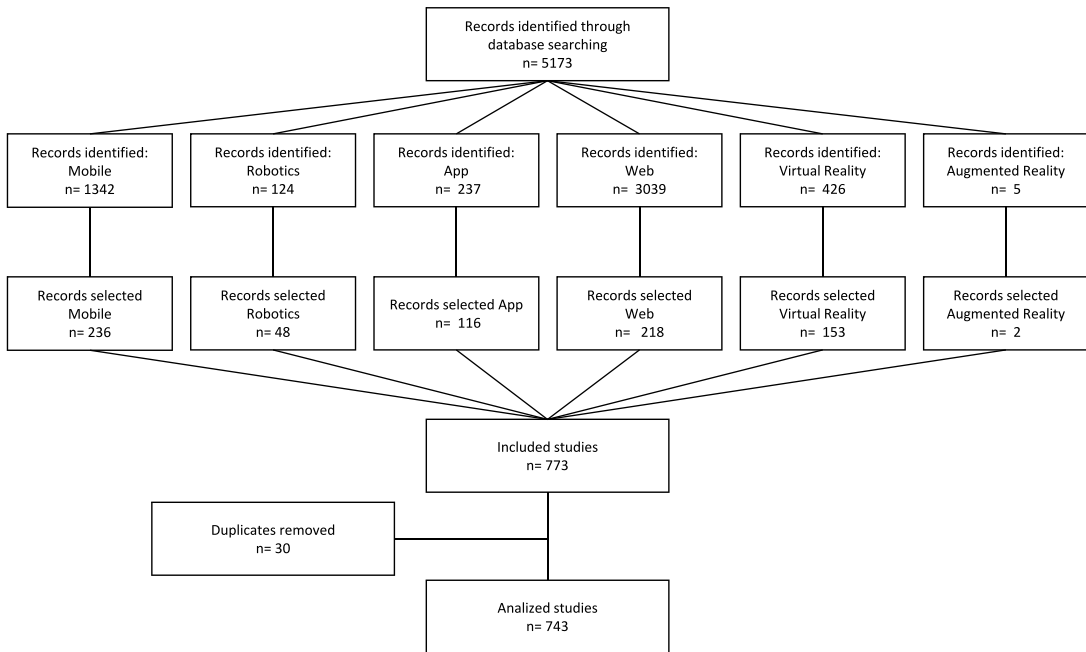 Records identified through
database searching
n= 5173
Records identified:
Mobile
n= 1342
Records identified:
Robotics
n= 124
Records identified:
App
n= 237
Records identified:
Web
n= 3039
Records identified:
Virtual Reality
n= 426
Records identified:
Augmented Reality
n= 5
Records selected
Mobile
n= 236
Records selected
Robotics
n= 48
Records selected App
n= 116
Records selected
Web
n= 218
Records selected
Virtual Reality
n= 153
Records selected
Augmented Reality
n= 2
Included studies
n= 773
Duplicates removed
n= 30
Analized studies
n= 743